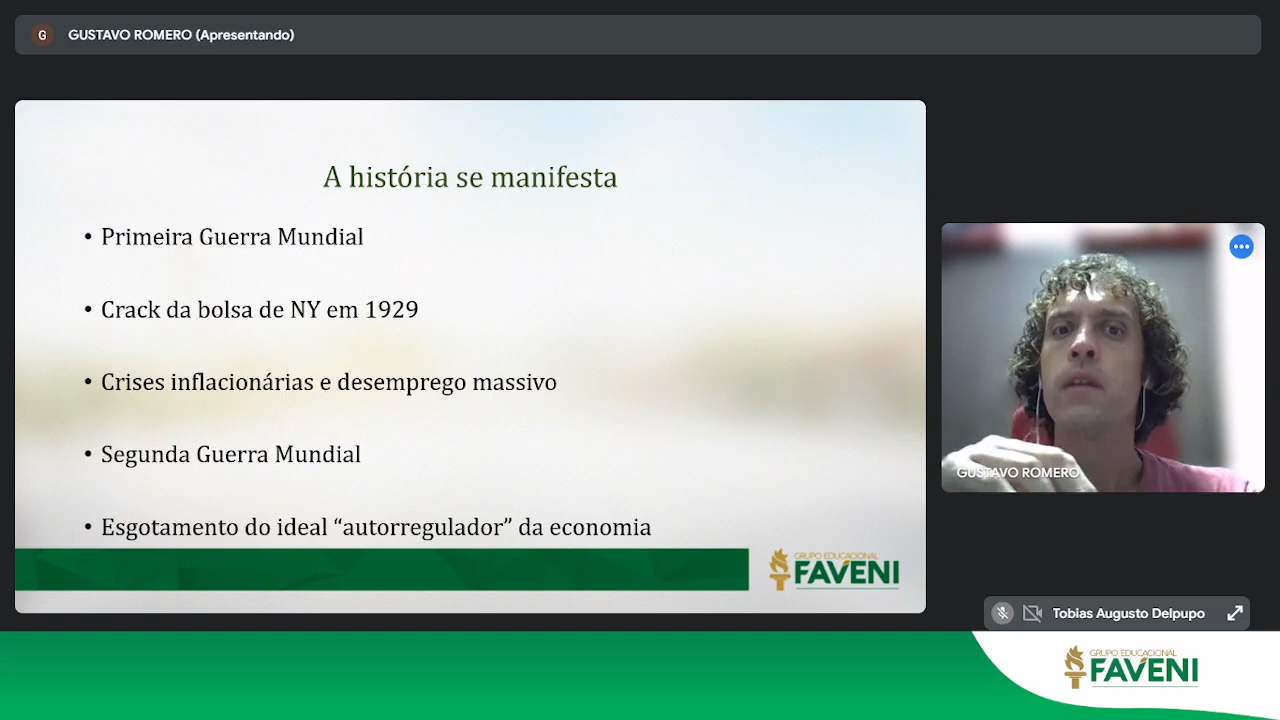 G GUSTAVO ROMERO (Apresentando)
A história se manifesta
• Primeira Guerra Mundial
• Crack da bolsa de NY em 1929
• Crises inflacionárias e desemprego massivo
• Segunda Guerra Mundial
• Esgotamento do ideal “autorregulador” da economia
GRUPO EDUCACIONAL
FAVENI
GUSTAVO ROMERO
Tobias Augusto Delpupo
GRUPO EDUCACIONAL
FAVENI